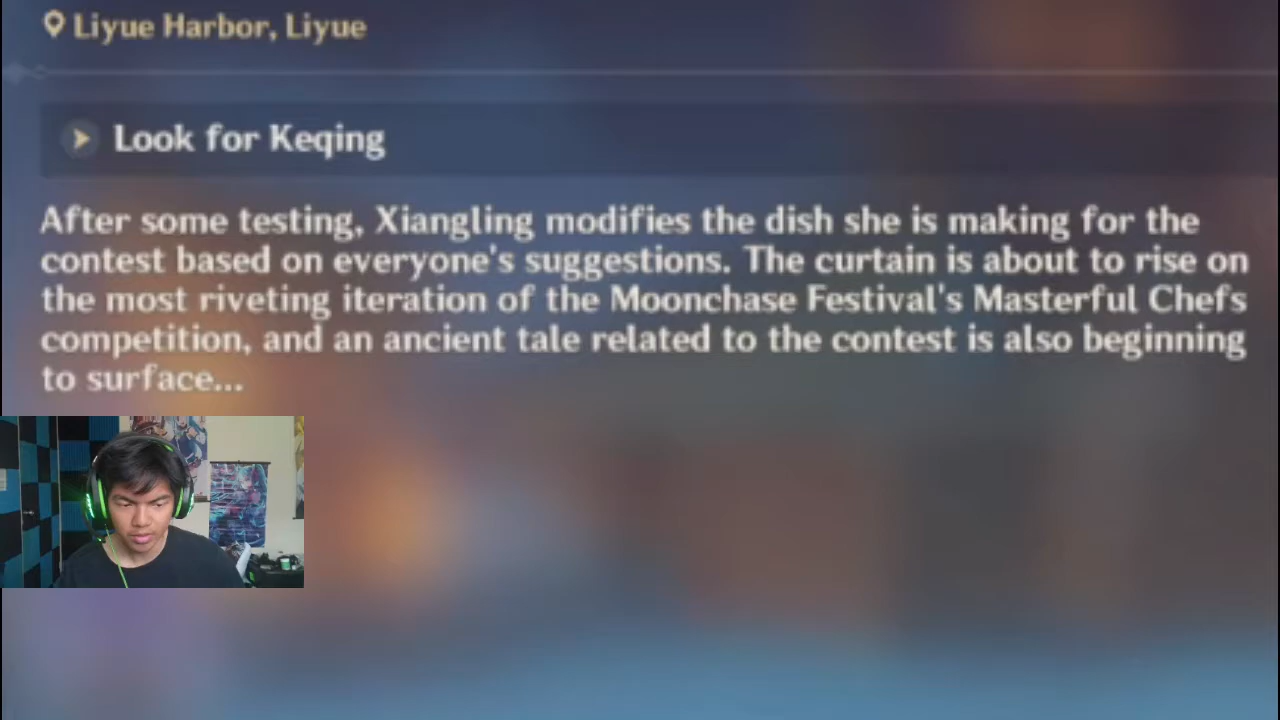 Liyue Harbor, Liyue
Look for Keqing
After some testing, Xiangling modifies the dish she is making for the
contest based on everyone's suggestions. The curtain is about to rise on
the most riveting iteration of the Moonchase Festival's Masterful Chefs
competition, and an ancient tale related to the contest is also beginning
to surface...